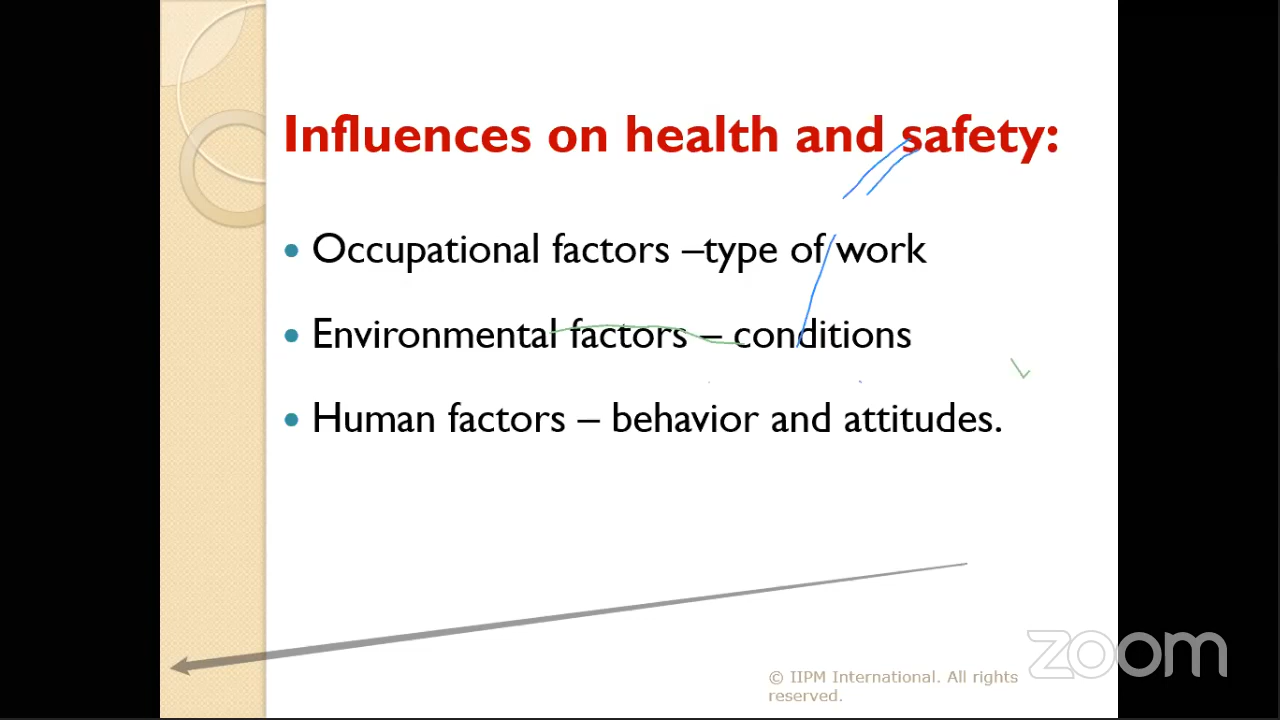 Influences on health and safety:
• Occupational factors –type of work
• Environmental factors – conditions
• Human factors – behavior and attitudes.
© IIPM International. All rights
reserved.
zoom